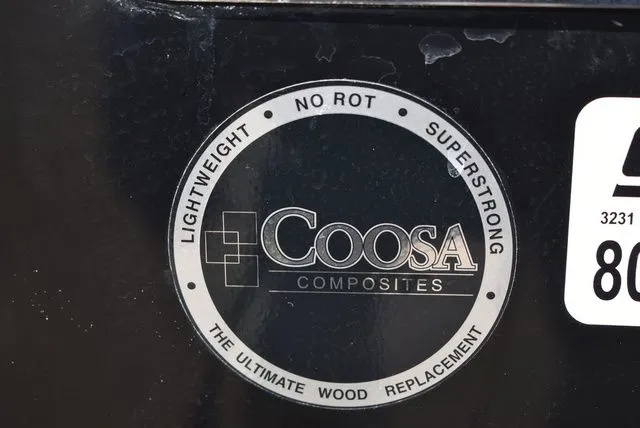 LIGHTWEIGHT • NO ROT • SUPERSTRONG
COOSA
COMPOSITES
• THE ULTIMATE WOOD REPLACEMENT •
3231
80